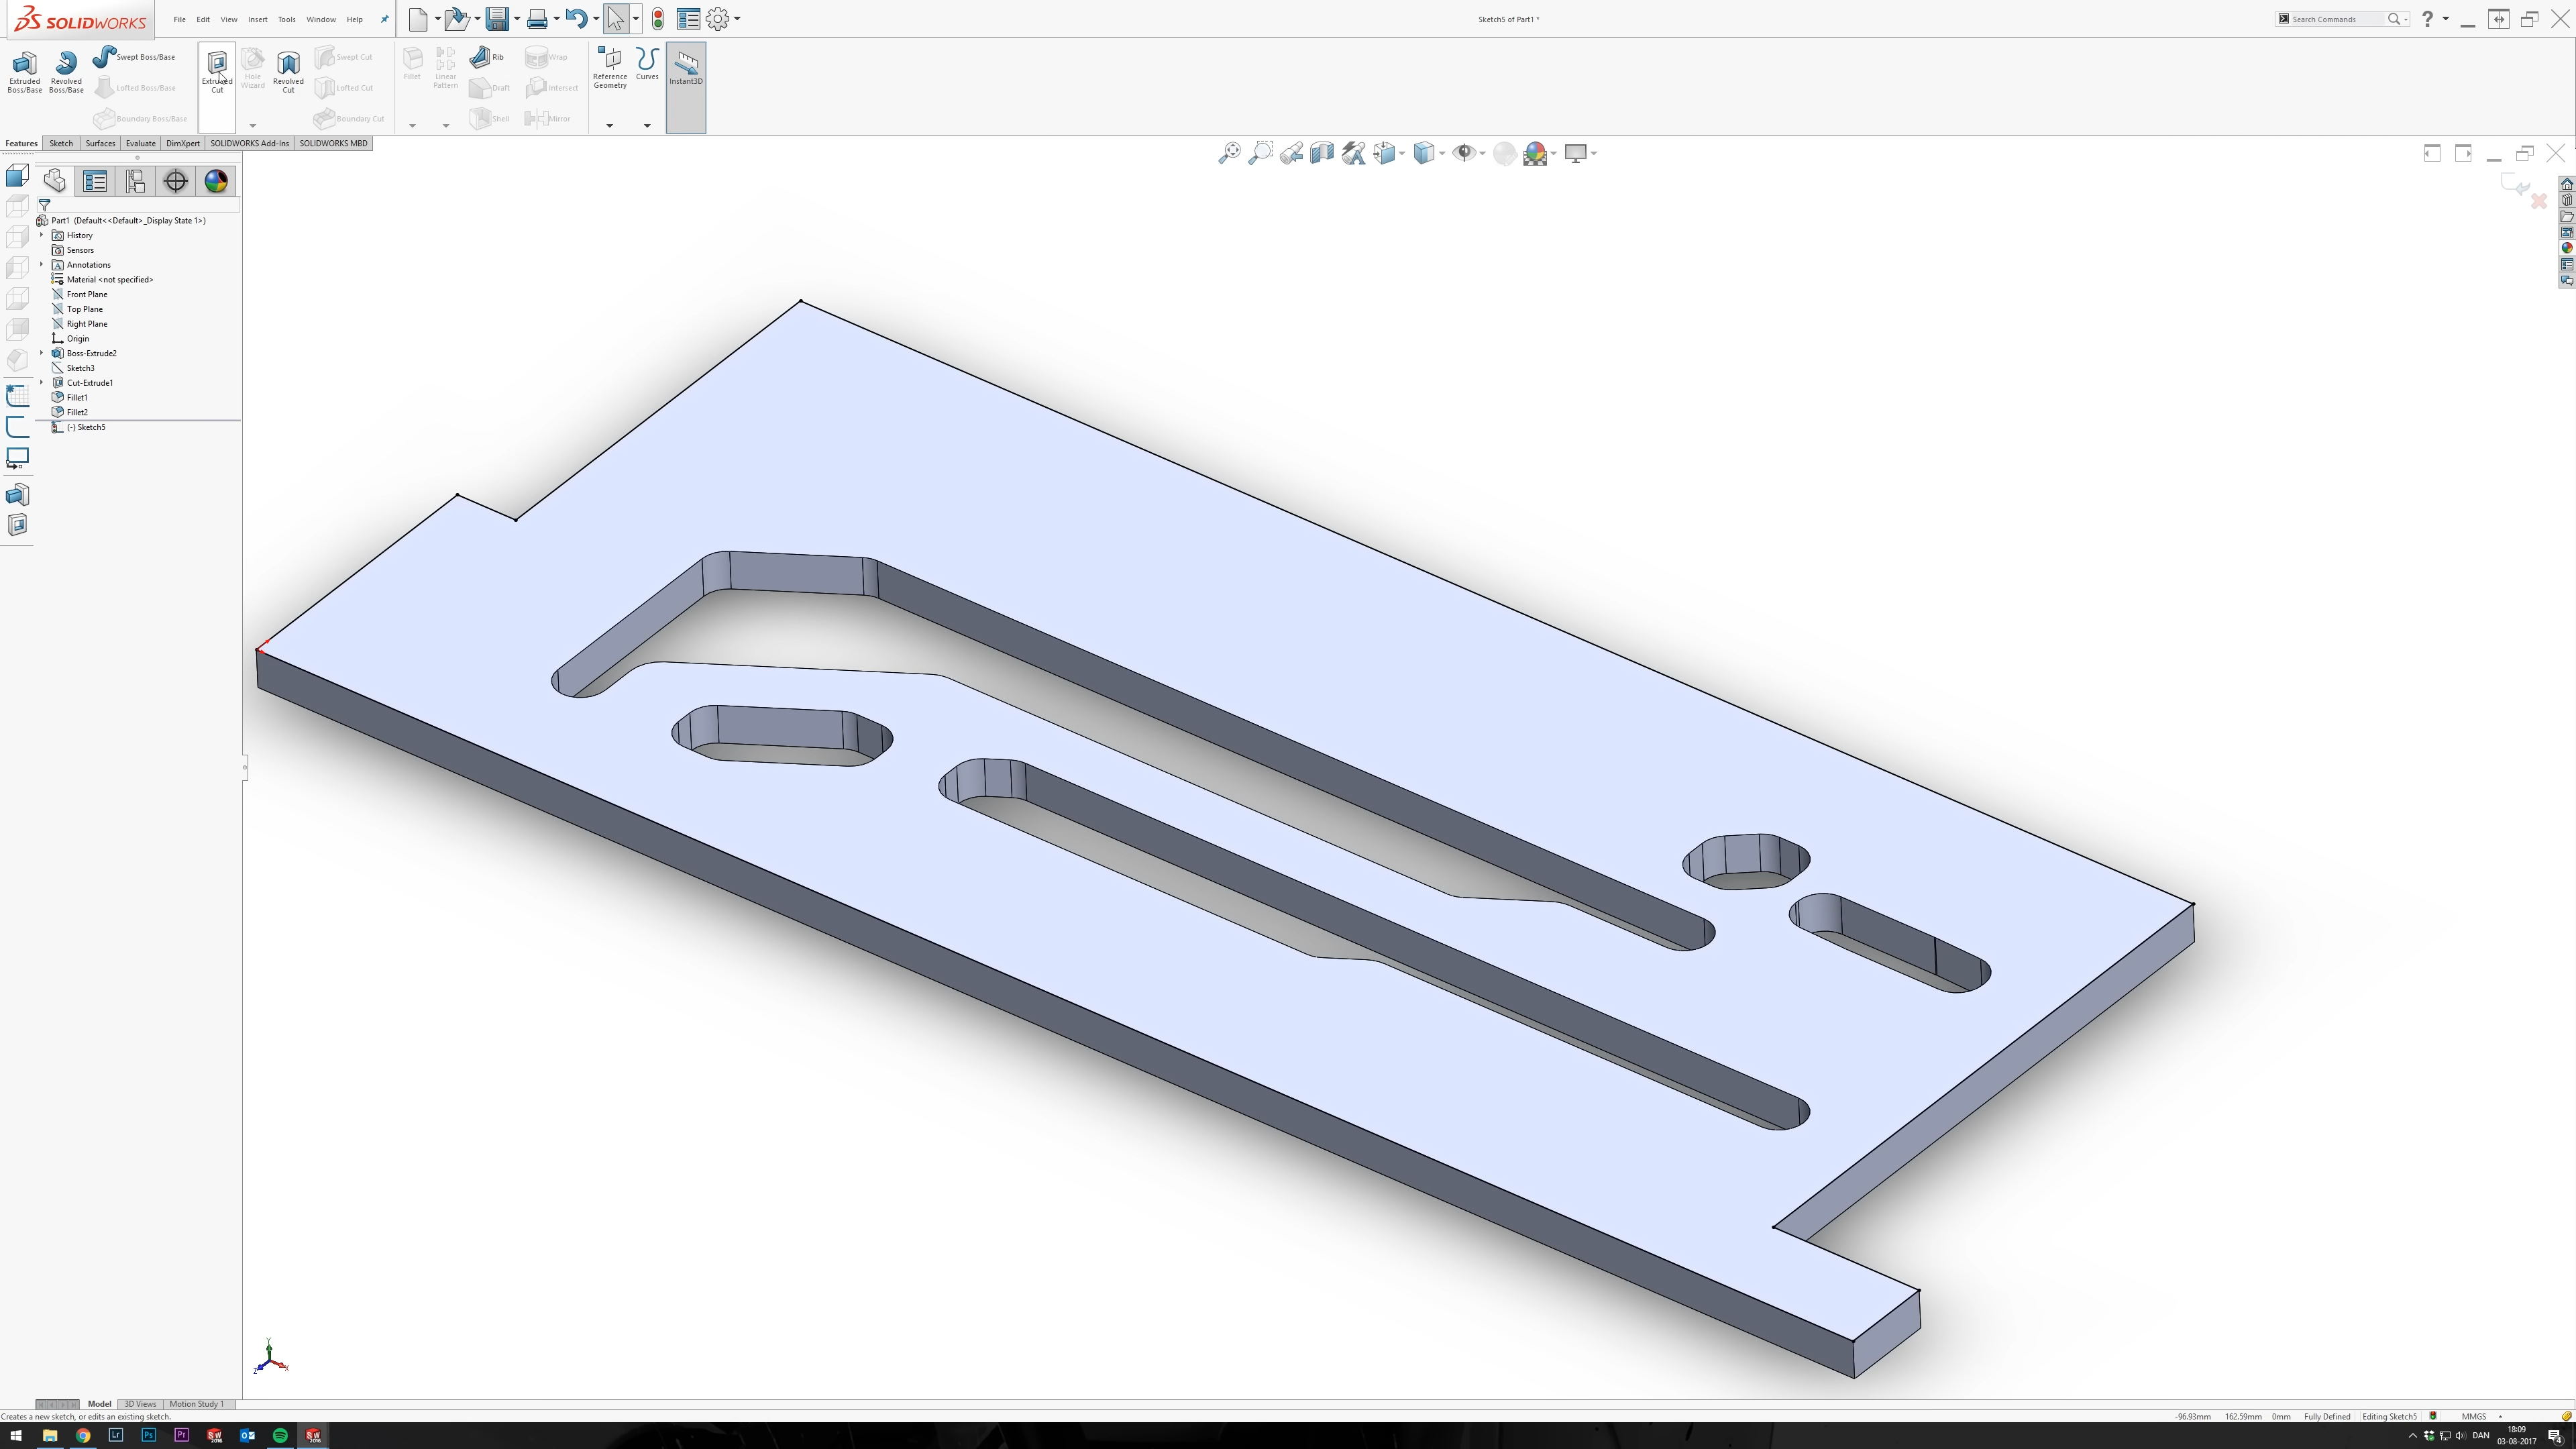 SOLIDWORKS
File Edit View Insert Tools Window Help
Sketch5 of Part1 *
Search Commands
Extruded Boss/Base
Revolved Boss/Base
Swept Boss/Base
Lofted Boss/Base
Boundary Boss/Base
Extruded Cut
Hole Wizard
Revolved Cut
Swept Cut
Lofted Cut
Boundary Cut
Fillet
Linear Pattern
Rib
Draft
Shell
Wrap
Intersect
Mirror
Reference Geometry
Curves
Instant3D
Features Sketch Surfaces Evaluate DimXpert SOLIDWORKS Add-Ins SOLIDWORKS MBD
Part1 (Default<<Default>_Display State 1>)
History
Sensors
Annotations
Material <not specified>
Front Plane
Top Plane
Right Plane
Origin
Boss-Extrude2
Sketch3
Cut-Extrude1
Fillet1
Fillet2
(-) Sketch5
Y
Z
X
Model 3D Views Motion Study 1
Creates a new sketch, or edits an existing sketch.
-96.93mm 162.59mm 0mm Fully Defined Editing Sketch5 MMGS
Lr Ps Pr
DAN
18:09
03-08-2017